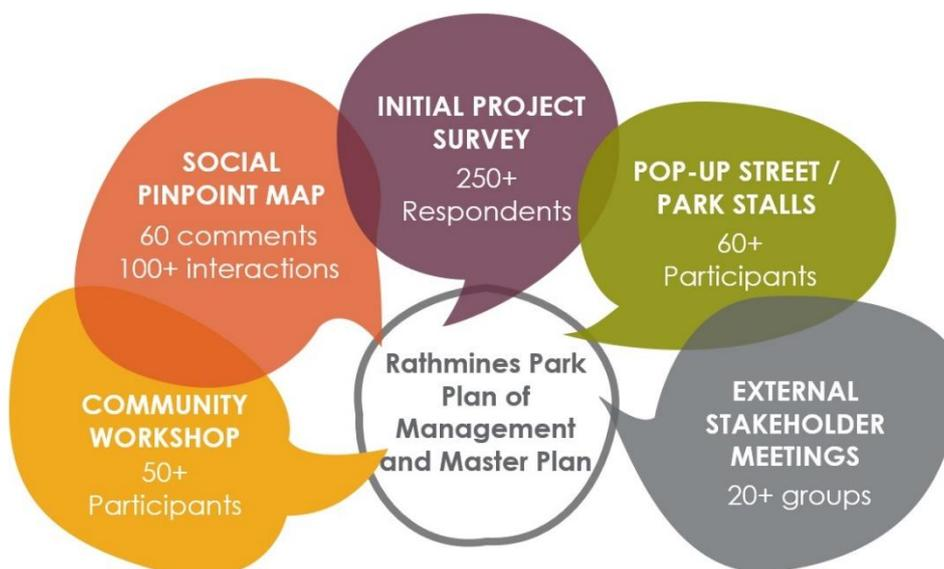 INITIAL PROJECT
SURVEY
250+
Respondents
SOCIAL
PINPOINT MAP
60 comments
100+ interactions
POP-UP STREET /
PARK STALLS
60+
Participants
COMMUNITY
WORKSHOP
50+
Participants
Rathmines Park
Plan of
Management
and Master Plan
EXTERNAL
STAKEHOLDER
MEETINGS
20+ groups